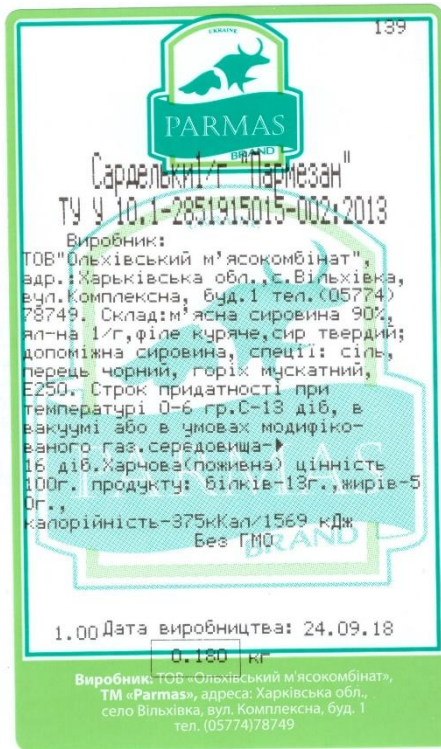 139
UKRAINE
PARMAS
BRAND
Сардельки1/г "Пармезан"
ТУ У 10.1-2851915015-002:2013
Виробник:
ТОВ"Ольхівський м'ясокомбінат",
адр.:Харьківська обл.,с.Вільхівка,
вул.Комплексна, буд.1 тел.(05774)
78749. Склад:м'ясна сировина 90%,
ял-на 1/г,філе куряче,сир твердий;
допоміжна сировина, спеції: сіль,
перець чорний, горіх мускатний,
Е250. Строк придатності при
температурі 0-6 гр.С-13 діб, в
вакуумі або в умовах модифіко-
ваного газ.середовища-
16 діб.Харчова(поживна) цінність
100г. продукту: білків-13г.,жирів-5
0г.,
калорійність-375кКал/1569 кДж
Без ГМО
BRAND
1.00 Дата виробництва: 24.09.18
0.180 кг
Виробник: ТОВ «Ольхівський м'ясокомбінат»,
ТМ «Parmas», адреса: Харківська обл.,
село Вільхівка, вул. Комплексна, буд. 1
тел. (05774)78749